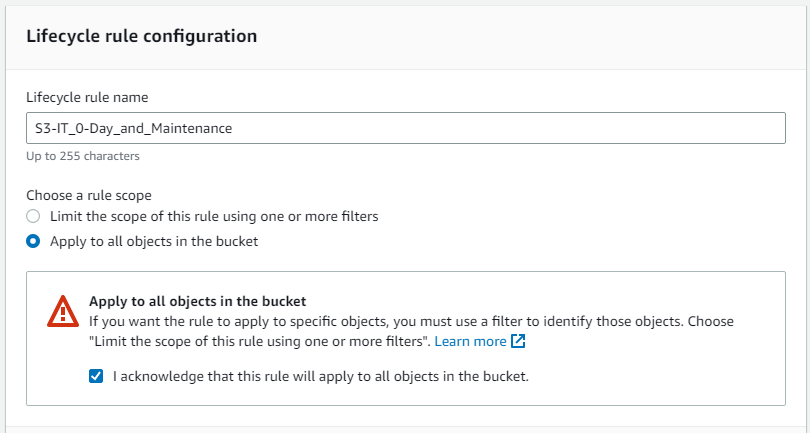 Lifecycle rule configuration
Lifecycle rule name
S3-IT_0-Day_and_Maintenance
Up to 255 characters
Choose a rule scope
Limit the scope of this rule using one or more filters
Apply to all objects in the bucket
Apply to all objects in the bucket
If you want the rule to apply to specific objects, you must use a filter to identify those objects. Choose
"Limit the scope of this rule using one or more filters". Learn more
I acknowledge that this rule will apply to all objects in the bucket.